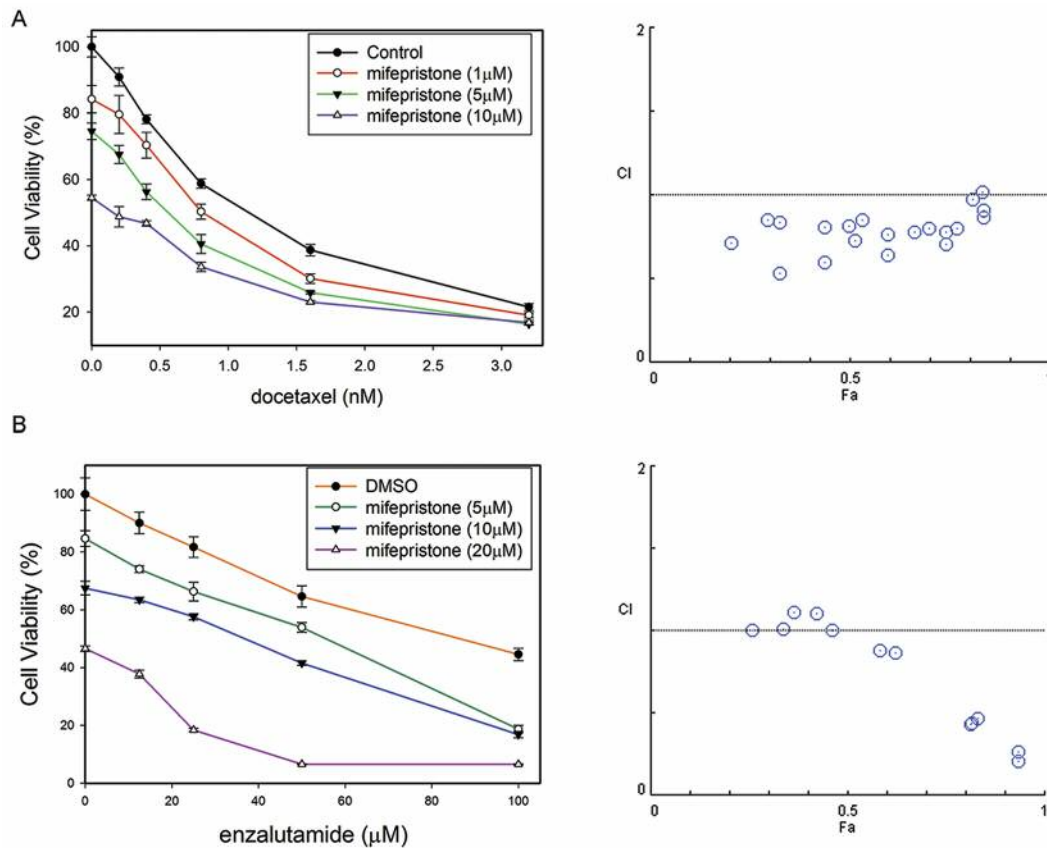 A
Cell Viability (%)
100
80
60
40
20
0.0 0.5 1.0 1.5 2.0 2.5 3.0
docetaxel (nM)
Control
mifepristone (1μM)
mifepristone (5μM)
mifepristone (10μM)
2
CI
0
0 0.5 1
Fa
B
Cell Viability (%)
100
80
60
40
20
0
0 20 40 60 80 100
enzalutamide (μM)
DMSO
mifepristone (5μM)
mifepristone (10μM)
mifepristone (20μM)
2
CI
0
0 0.5 1
Fa